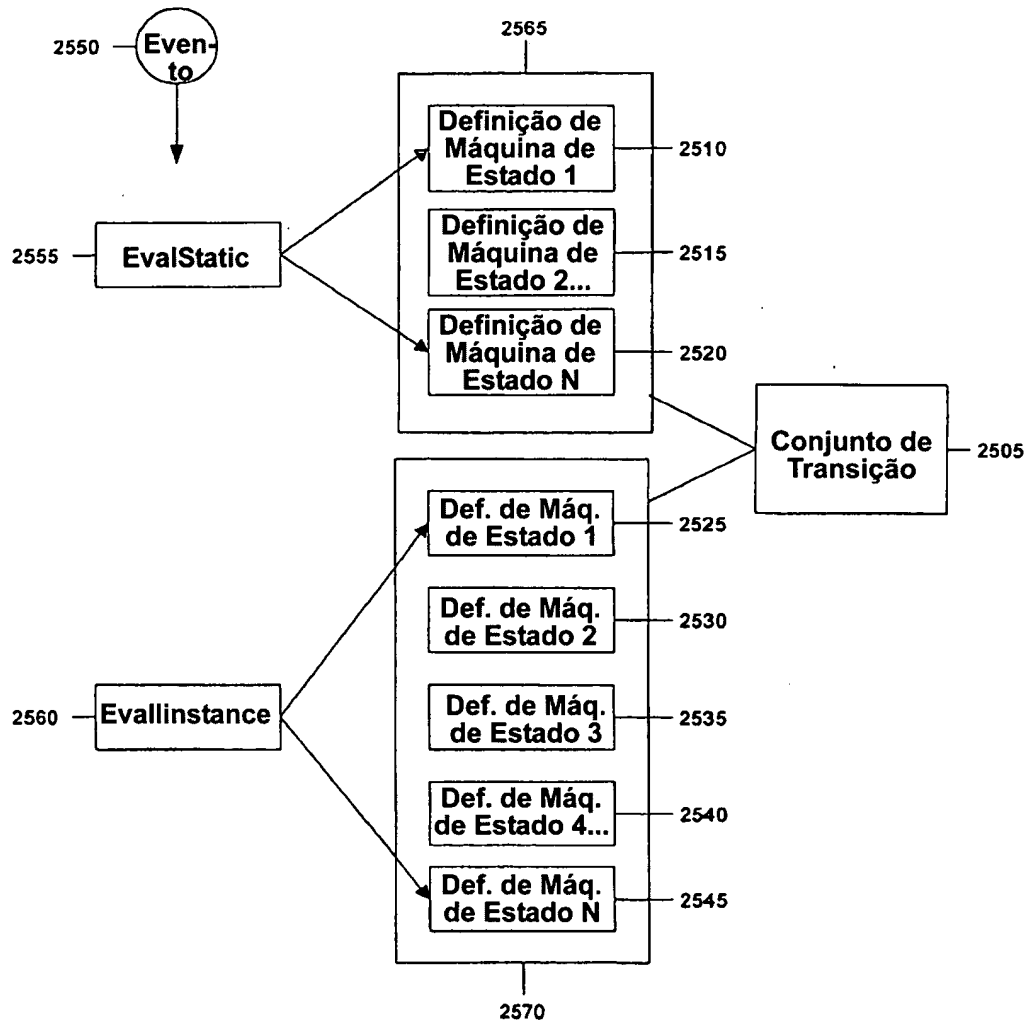 2550
Even-
to
2565
Definição de
Máquina de
Estado 1
2510
Definição de
Máquina de
Estado 2...
2515
2555
EvalStatic
Definição de
Máquina de
Estado N
2520
Conjunto de
Transição
2505
Def. de Máq.
de Estado 1
2525
Def. de Máq.
de Estado 2
2530
2560
Evallinstance
Def. de Máq.
de Estado 3
2535
Def. de Máq.
de Estado 4...
2540
Def. de Máq.
de Estado N
2545
2570